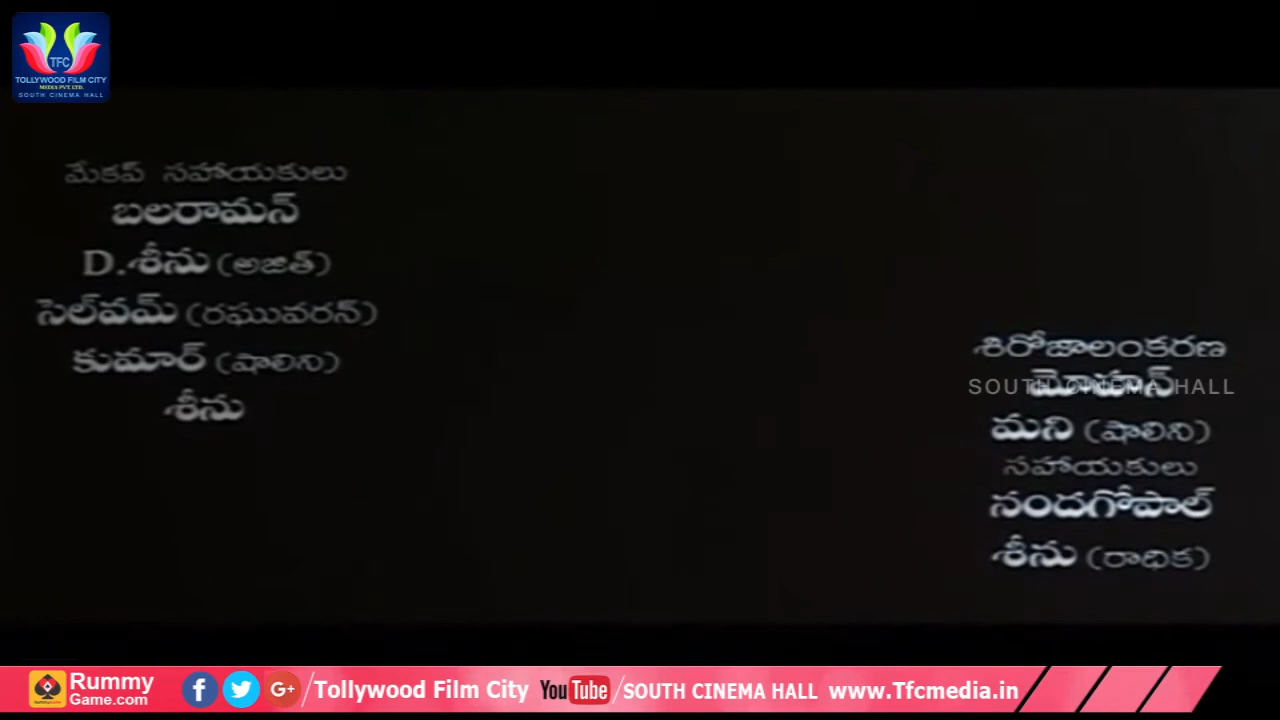 TFC
TOLLYWOOD FILM CITY
MEDIA PVT. LTD.
SOUTH CINEMA HALL
మేకప్ సహాయకులు
బలరామన్
D.శీను (అజిత్)
సెల్వమ్ (రఘువరన్)
కుమార్ (షాలిని)
శీను
శిరోజాలంకరణ
మోహన్
SOUTH CINEMA HALL
మని (షాలిని)
సహాయకులు
నందగోపాల్
శీను (రాధిక)
Rummy
Game.com
f G+ Tollywood Film City YouTube SOUTH CINEMA HALL www.Tfcmedia.in